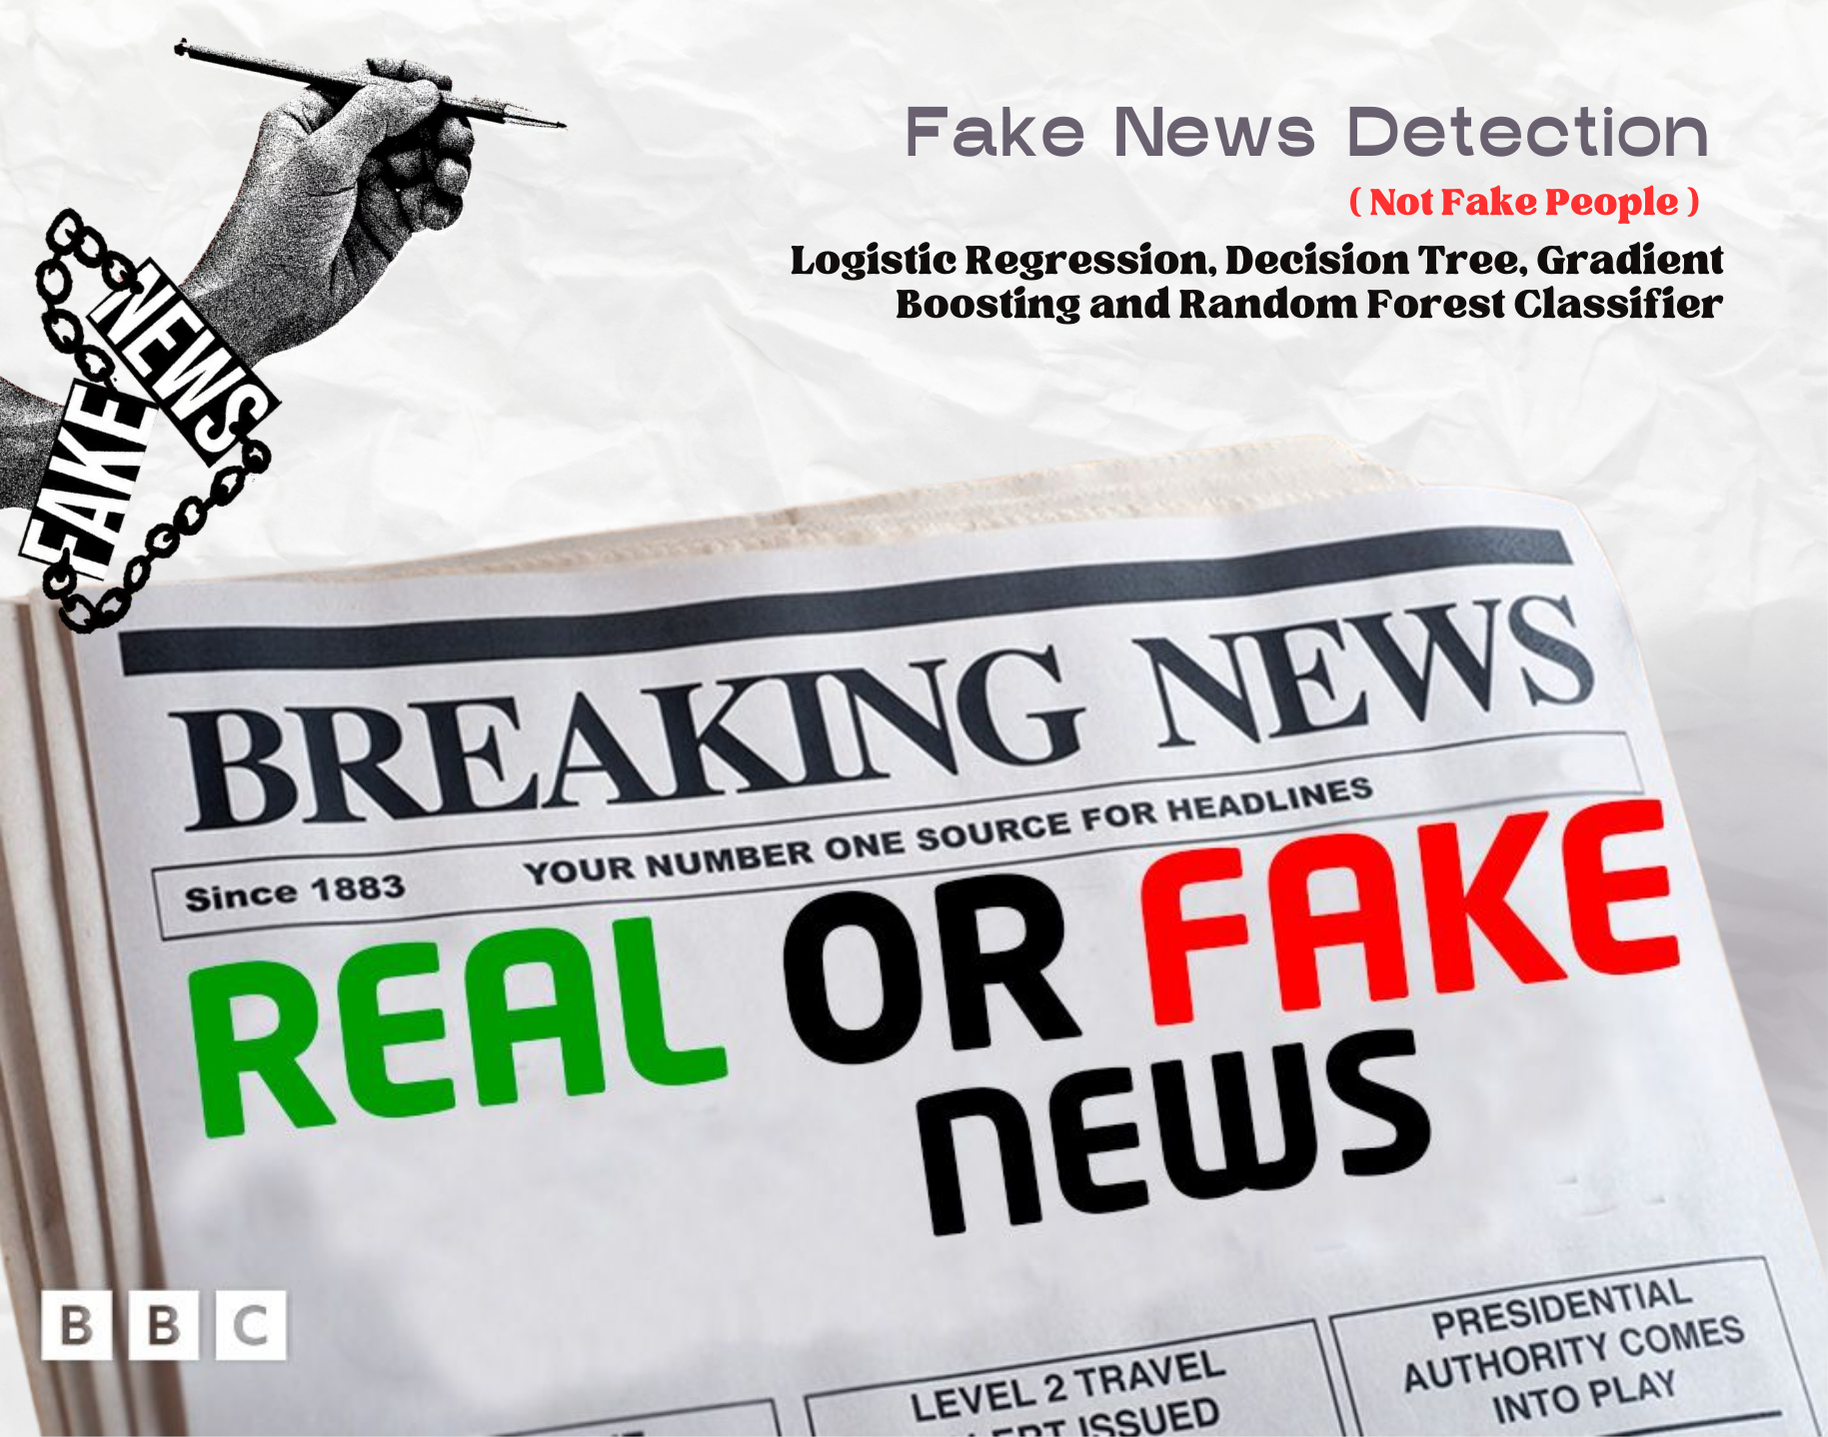 Fake News Detection
( Not Fake People )
Logistic Regression, Decision Tree, Gradient
Boosting and Random Forest Classifier
NEWS
FAKE
BREAKING NEWS
YOUR NUMBER ONE SOURCE FOR HEADLINES
Since 1883
REAL OR FAKE
NEWS
BBC
PRESIDENTIAL
AUTHORITY COMES
INTO PLAY
LEVEL 2 TRAVEL
ISSUED